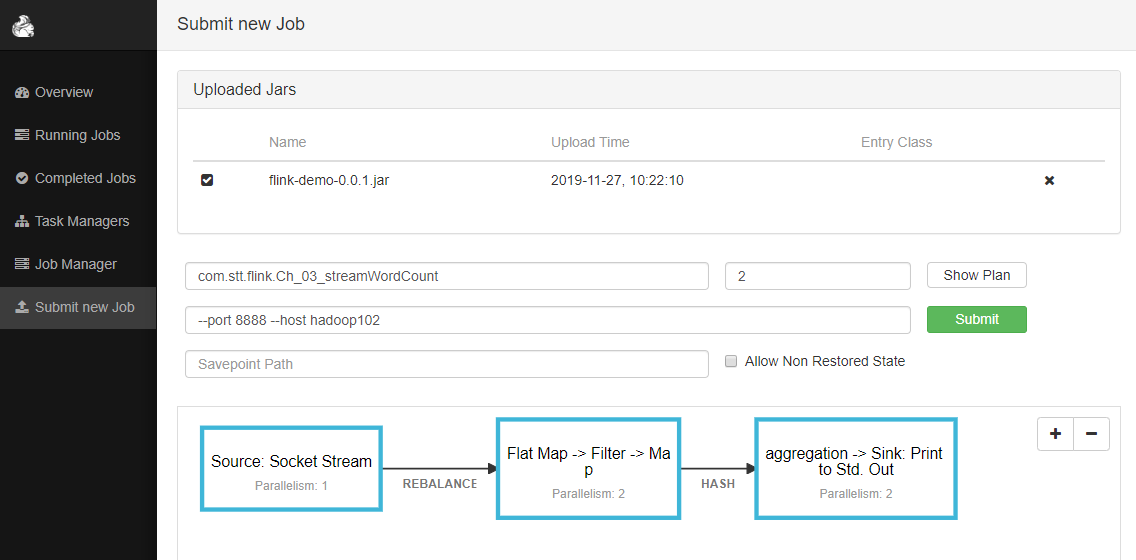 Submit new Job
Overview
Running Jobs
Completed Jobs
Task Managers
Job Manager
Submit new Job
Uploaded Jars
Name Upload Time Entry Class
flink-demo-0.0.1.jar 2019-11-27, 10:22:10
com.stt.flink.Ch_03_streamWordCount 2 Show Plan
--port 8888 --host hadoop102 Submit
Savepoint Path Allow Non Restored State
Source: Socket Stream
Parallelism: 1
REBALANCE
Flat Map -> Filter -> Ma
p
Parallelism: 2
HASH
aggregation -> Sink: Print
to Std. Out
Parallelism: 2